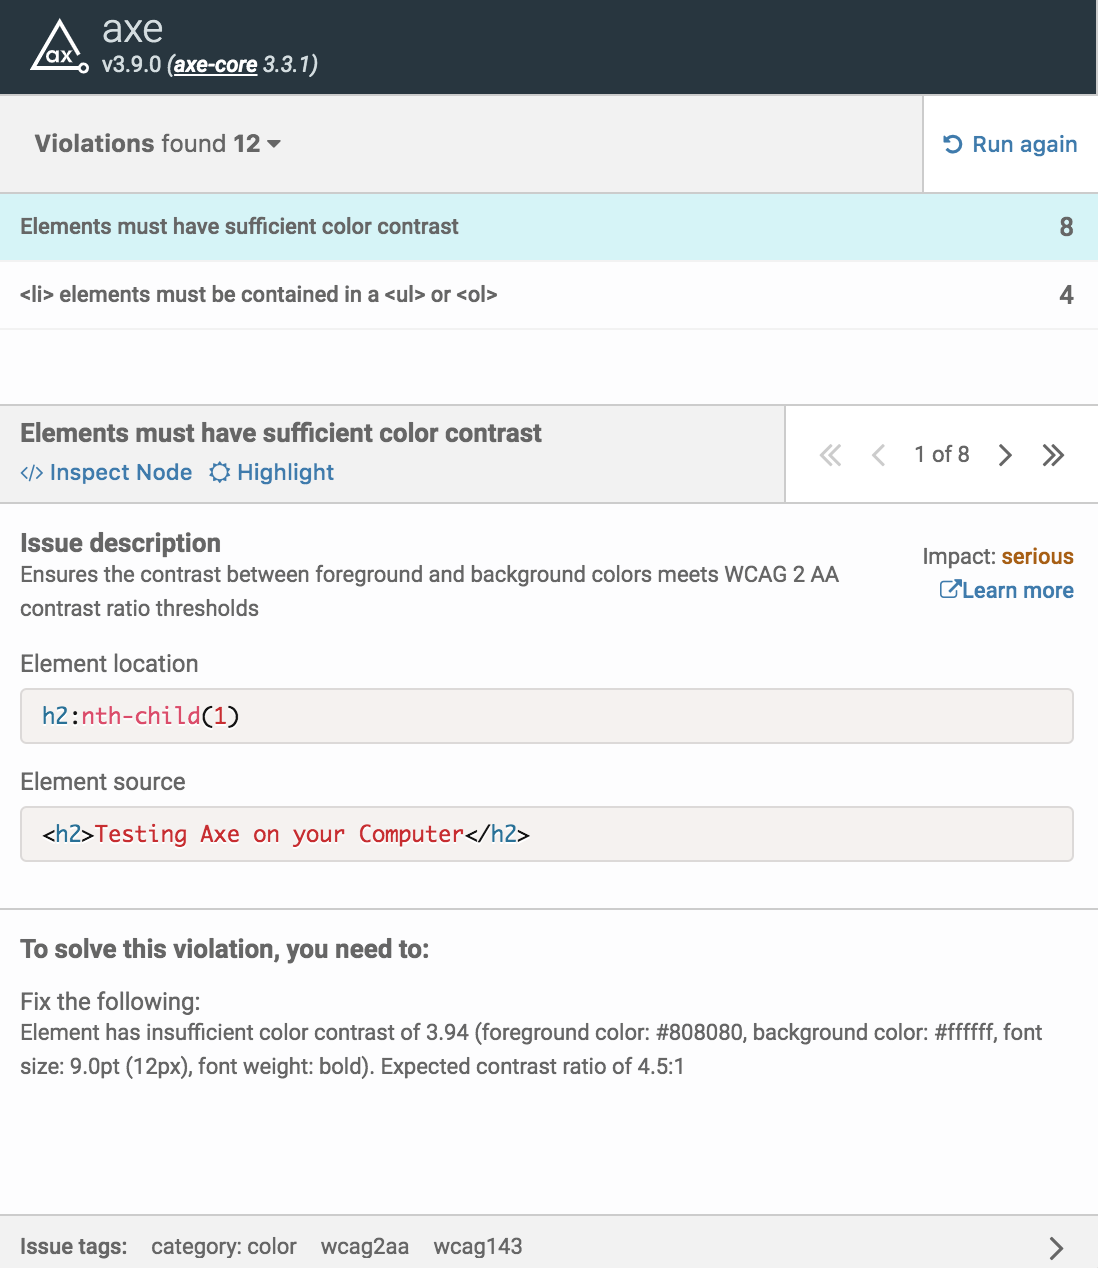 ax
axe
v3.9.0 (axe-core 3.3.1)
Violations found 12
Run again
Elements must have sufficient color contrast 8
<li> elements must be contained in a <ul> or <ol> 4
Elements must have sufficient color contrast
</> Inspect Node Highlight
1 of 8
Issue description
Ensures the contrast between foreground and background colors meets WCAG 2 AA
contrast ratio thresholds
Impact: serious
Learn more
Element location
h2:nth-child(1)
Element source
<h2>Testing Axe on your Computer</h2>
To solve this violation, you need to:
Fix the following:
Element has insufficient color contrast of 3.94 (foreground color: #808080, background color: #ffffff, font
size: 9.0pt (12px), font weight: bold). Expected contrast ratio of 4.5:1
Issue tags: category: color wcag2aa wcag143